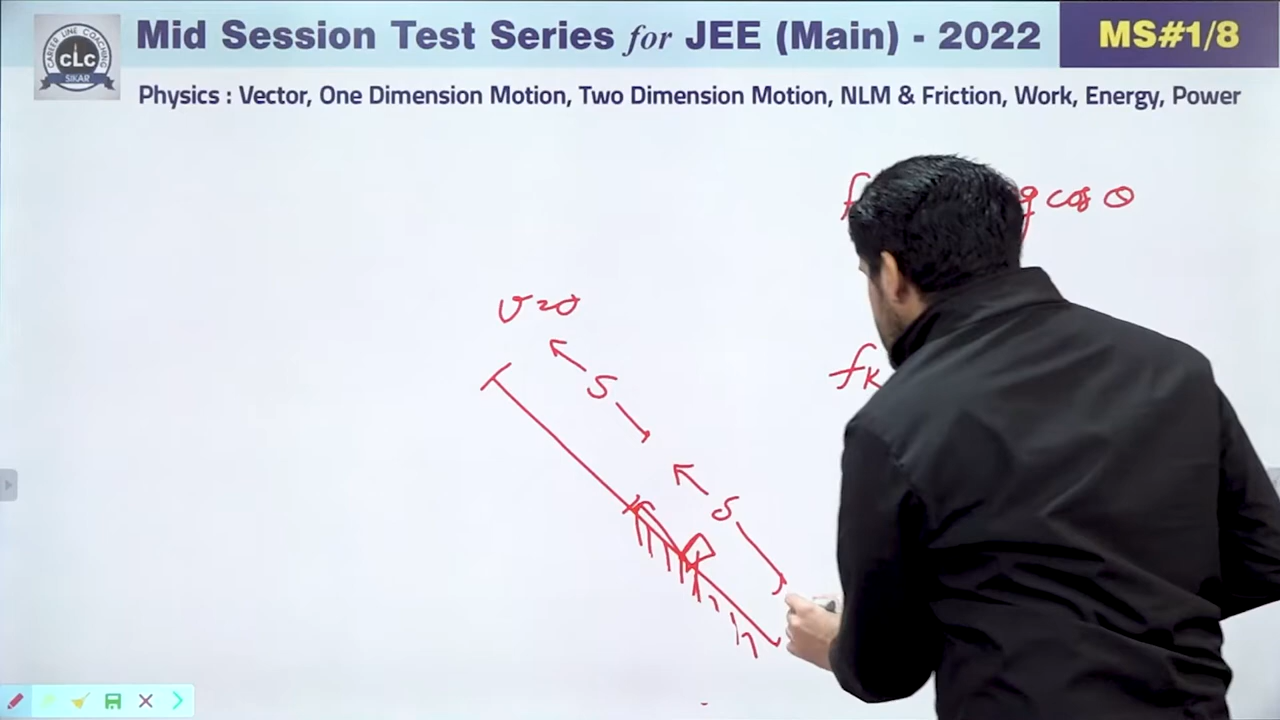 Mid Session Test Series for JEE (Main) - 2022
MS#1/8
CAREER LINE COACHING
CLC
SIKAR
Physics : Vector, One Dimension Motion, Two Dimension Motion, NLM & Friction, Work, Energy, Power
g cos θ
v=0
S
fK
S